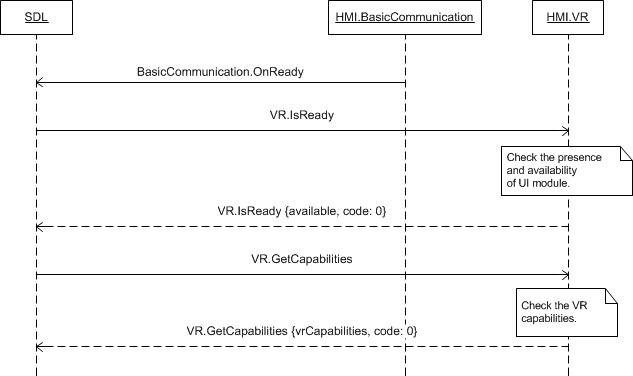 SDL
HMI.BasicCommunication
HMI.VR
BasicCommunication.OnReady
VR.IsReady
Check the presence
and availability
of UI module.
VR.IsReady {available, code: 0}
VR.GetCapabilities
Check the VR
capabilities.
VR.GetCapabilities {vrCapabilities, code: 0}